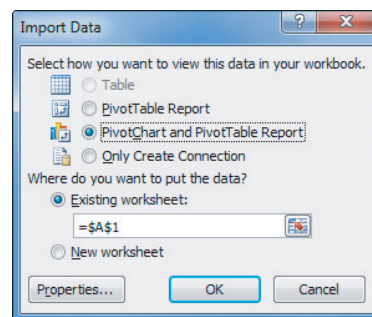 Import Data
Select how you want to view this data in your workbook.
Table
PivotTable Report
PivotChart and PivotTable Report
Only Create Connection
Where do you want to put the data?
Existing worksheet:
=$A$1
New worksheet
Properties...
OK
Cancel